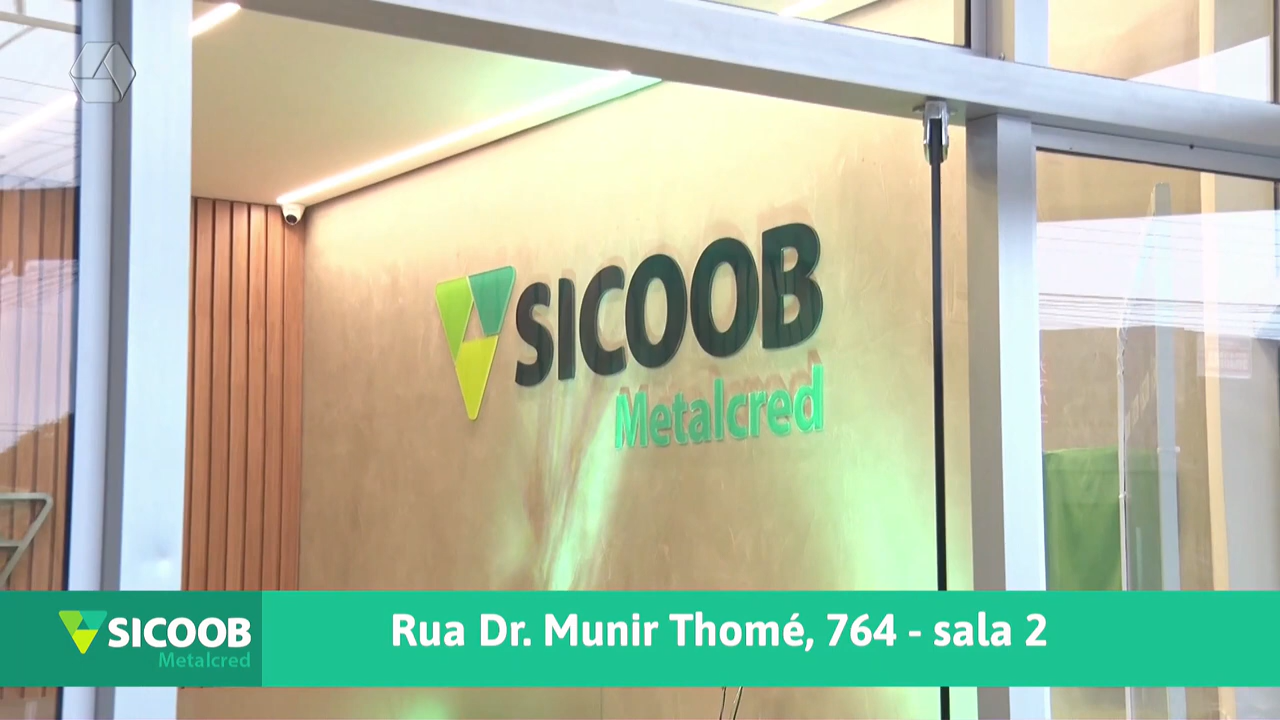 SICOOB
Metalcred
SICOOB
Metalcred
Rua Dr. Munir Thomé, 764 - sala 2